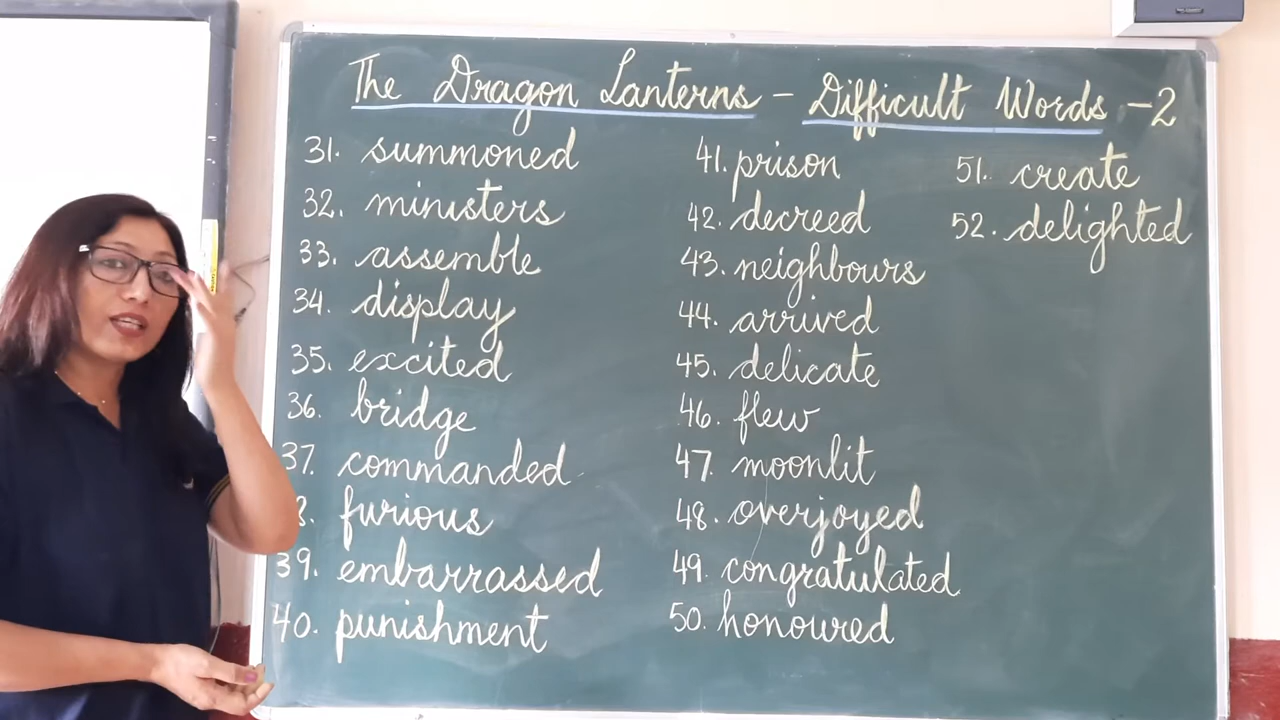 The Dragon Lanterns - Difficult Words - 2
31. summoned
32. ministers
33. assemble
34. display
35. excited
36. bridge
37. commanded
8. furious
39. embarrassed
40. punishment
41. prison
42. decreed
43. neighbours
44. arrived
45. delicate
46. flew
47. moonlit
48. overjoyed
49. congratulated
50. honoured
51. create
52. delighted